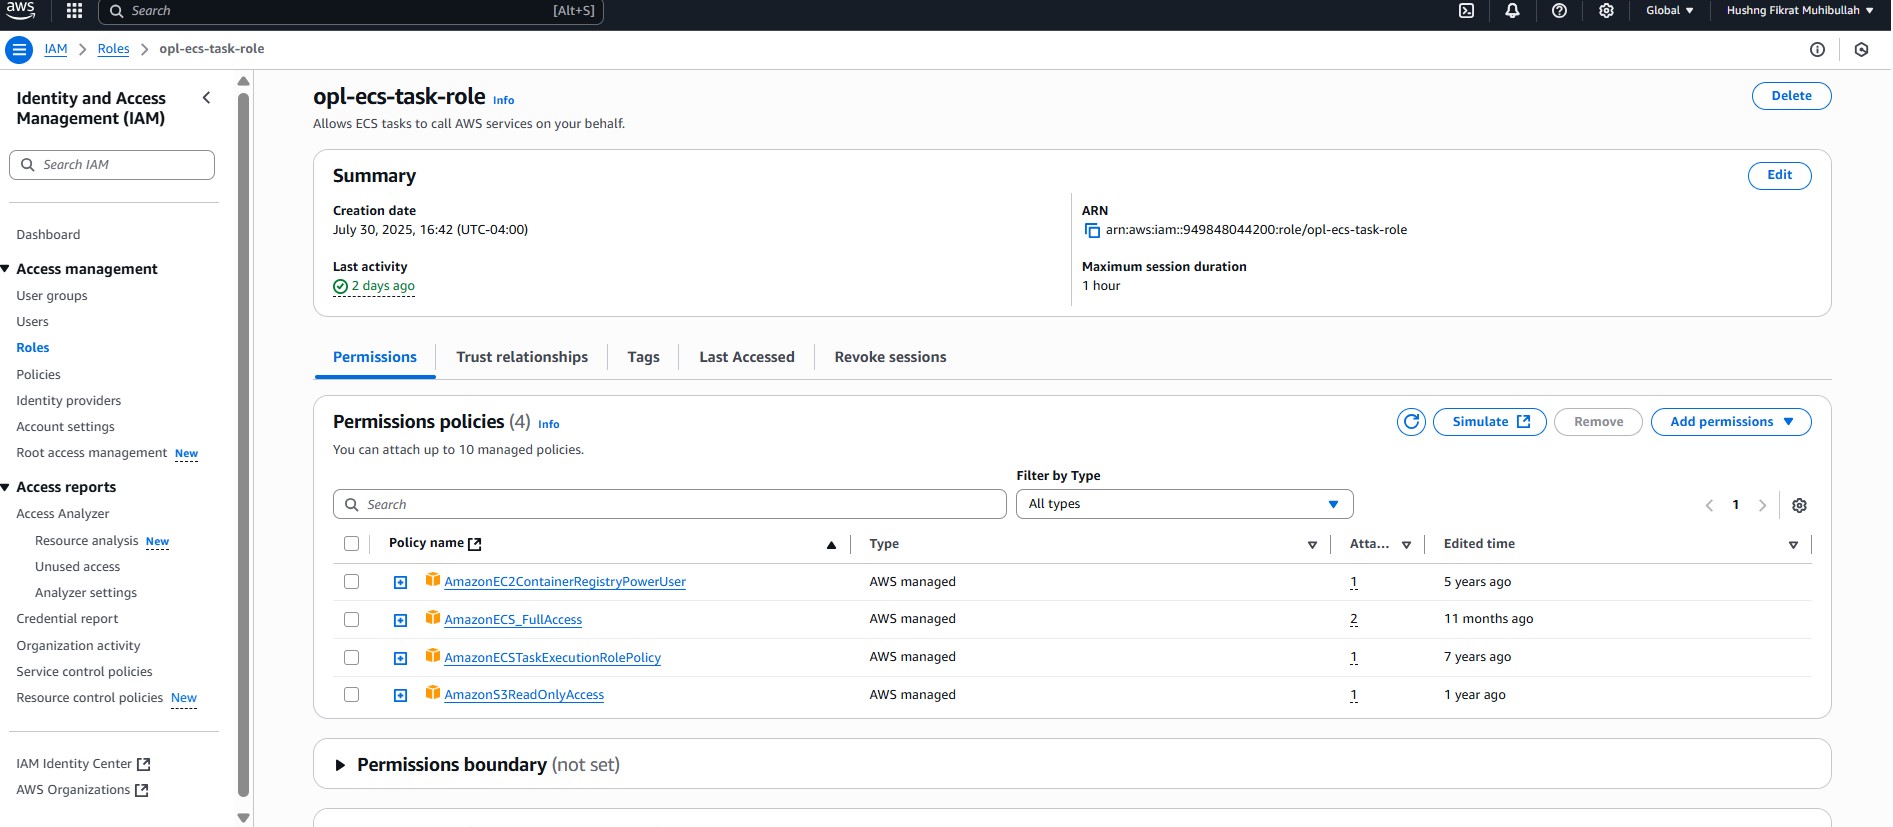 aws
Search [Alt+S]
Global
Hushng Fikrat Muhibullah
IAM Roles opl-ecs-task-role
Identity and Access
Management (IAM)
Search IAM
Dashboard
Access management
User groups
Users
Roles
Policies
Identity providers
Account settings
Root access management New
Access reports
Access Analyzer
Resource analysis New
Unused access
Analyzer settings
Credential report
Organization activity
Service control policies
Resource control policies New
IAM Identity Center
AWS Organizations
opl-ecs-task-role Info
Delete
Allows ECS tasks to call AWS services on your behalf.
Summary
Edit
Creation date
July 30, 2025, 16:42 (UTC-04:00)
ARN
arn:aws:iam::949848044200:role/opl-ecs-task-role
Last activity
2 days ago
Maximum session duration
1 hour
Permissions Trust relationships Tags Last Accessed Revoke sessions
Permissions policies (4) Info
Simulate Remove Add permissions
You can attach up to 10 managed policies.
Filter by Type
Search All types 1
Policy name Type Atta... Edited time
AmazonEC2ContainerRegistryPowerUser AWS managed 1 5 years ago
AmazonECS_FullAccess AWS managed 2 11 months ago
AmazonECSTaskExecutionRolePolicy AWS managed 1 7 years ago
AmazonS3ReadOnlyAccess AWS managed 1 1 year ago
Permissions boundary (not set)